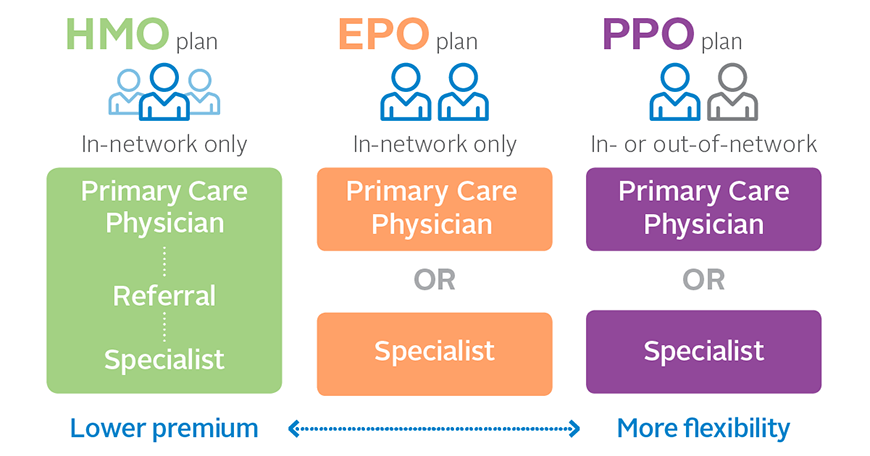 HMO plan
In-network only
Primary Care
Physician
Referral
Specialist
EPO plan
In-network only
Primary Care
Physician
OR
Specialist
PPO plan
In- or out-of-network
Primary Care
Physician
OR
Specialist
Lower premium
More flexibility